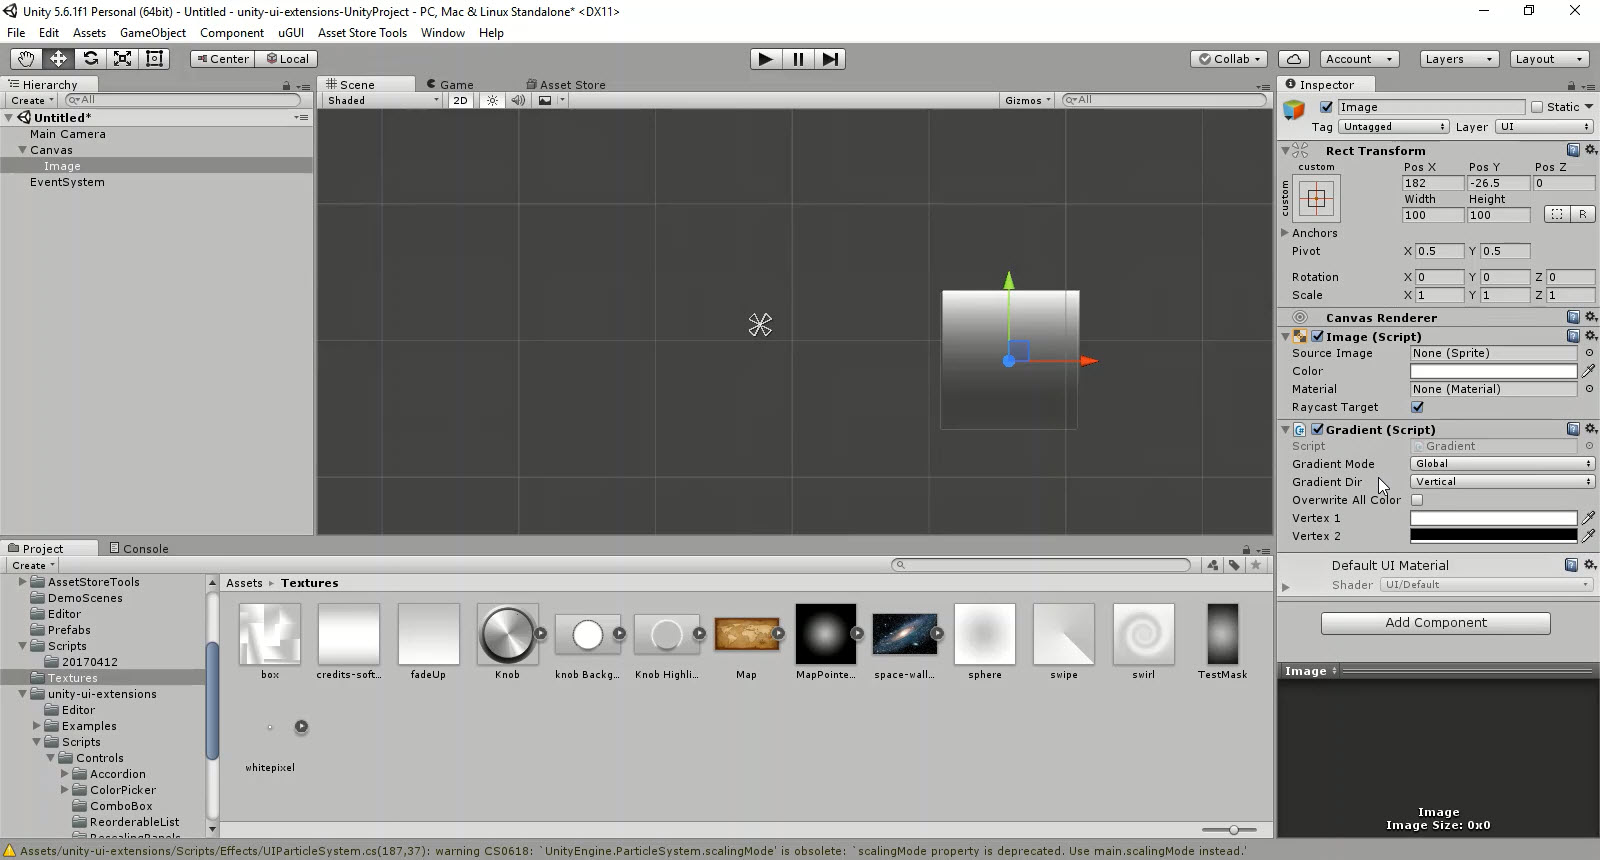 Unity 5.6.1f1 Personal (64bit) - Untitled - unity-ui-extensions-UnityProject - PC, Mac & Linux Standalone* <DX11>
File Edit Assets GameObject Component uGUI Asset Store Tools Window Help
Center Local Collab Account Layers Layout
Hierarchy
Create All
Untitled*
Main Camera
Canvas
Image
EventSystem
Scene Game Asset Store
Shaded 2D Gizmos All
Inspector
Image Static
Tag Untagged Layer UI
Rect Transform
custom Pos X Pos Y Pos Z
custom 182 -26.5 0
Width Height
100 100 R
Anchors
Pivot X 0.5 Y 0.5
Rotation X 0 Y 0 Z 0
Scale X 1 Y 1 Z 1
Canvas Renderer
Image (Script)
Source Image None (Sprite)
Color
Material None (Material)
Raycast Target
Gradient (Script)
Script Gradient
Gradient Mode Global
Gradient Dir Vertical
Overwrite All Color
Vertex 1
Vertex 2
Default UI Material
Shader UI/Default
Add Component
Image
Image
Image Size: 0x0
Project Console
Create
AssetStoreTools
DemoScenes
Editor
Prefabs
Scripts
20170412
Textures
unity-ui-extensions
Editor
Examples
Scripts
Controls
Accordion
ColorPicker
ComboBox
ReorderableList
RescalingPanels
Assets Textures
box credits-soft... fadeUp Knob knob Backg... Knob Highli... Map MapPointe... space-wall... sphere swipe swirl TestMask
whitepixel
Assets/unity-ui-extensions/Scripts/Effects/UIParticleSystem.cs(187,37): warning CS0618: `UnityEngine.ParticleSystem.scalingMode' is obsolete: `scalingMode property is deprecated. Use main.scalingMode instead.'